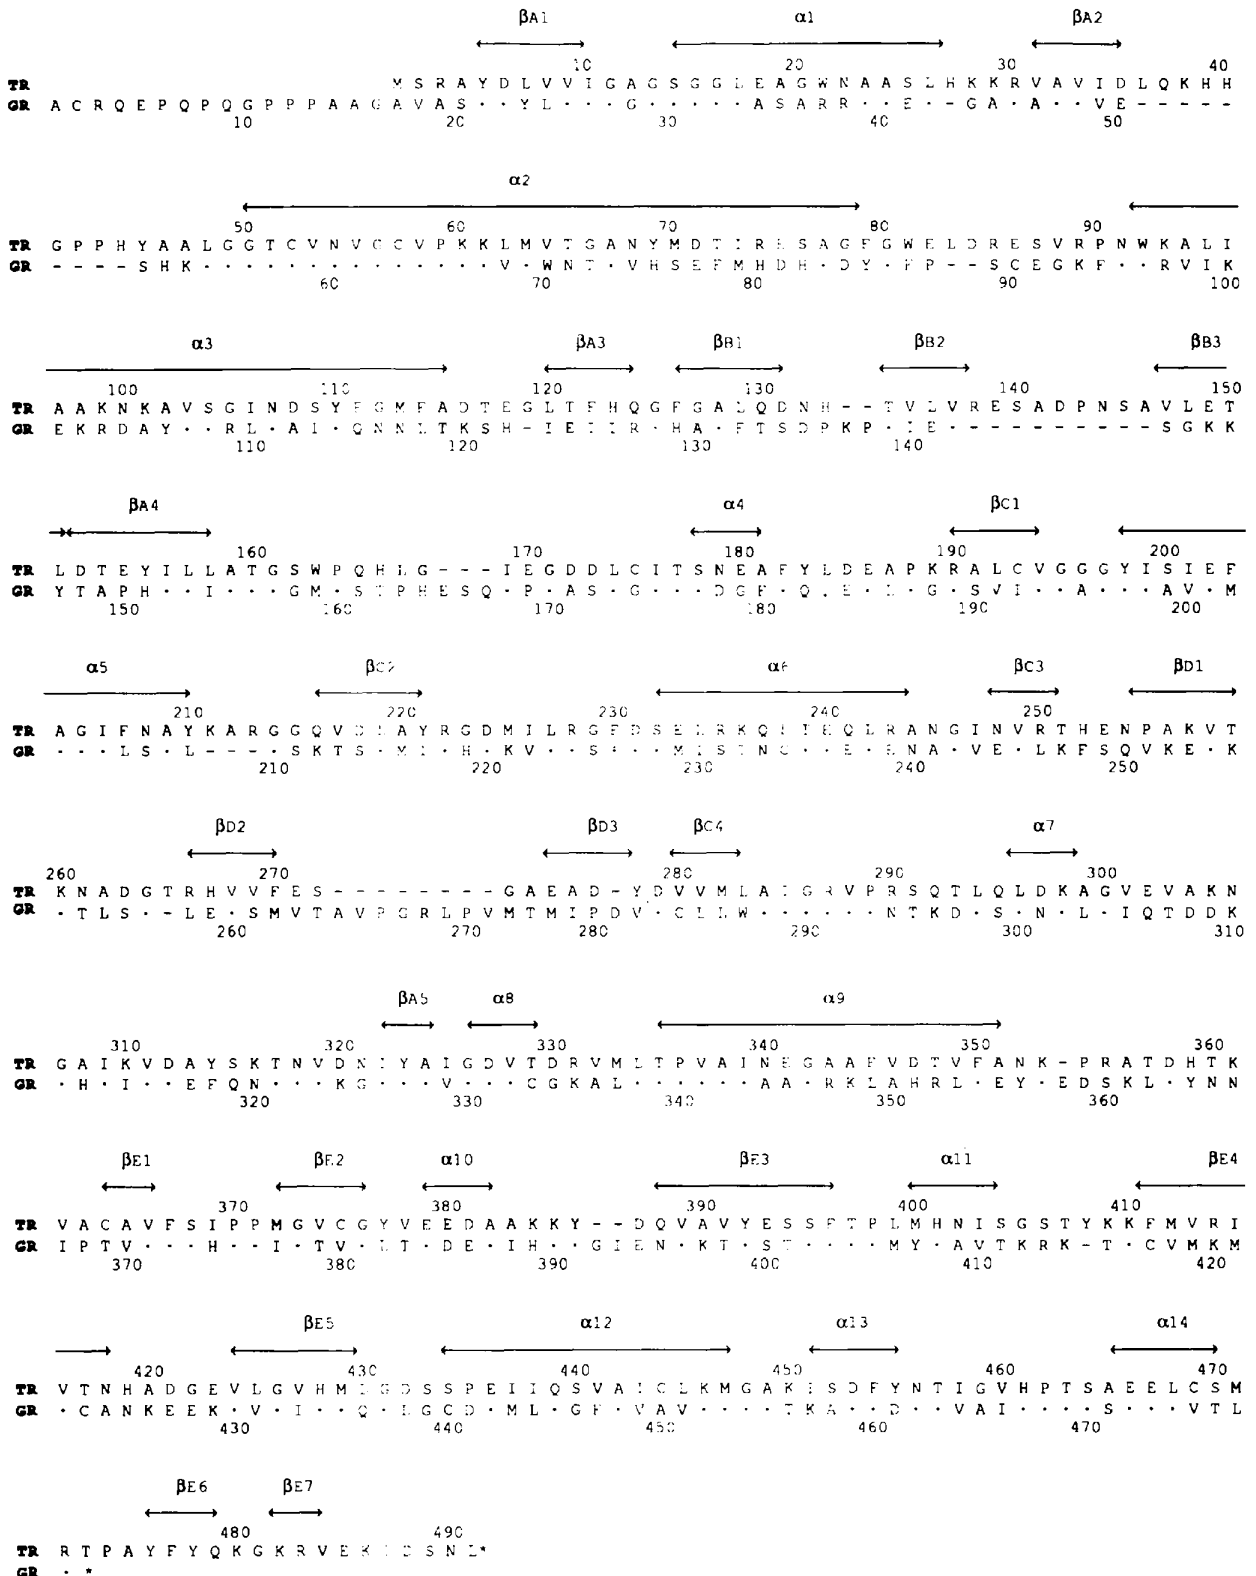 βA1 α1 βA2
10 20 30 40
TR M S R A Y D L V V I G A G S G G L E A G W N A A S L H K K R V A V I D L Q K H H
GR A C R Q E P Q P Q G P P P A A G A V A S · · Y L · · · G · · · · · A S A R R · · E · · G A · A · · V E - - - - -
10 20 30 40 50
α2
50 60 70 80 90
TR G P P H Y A A L G G T C V N V G C V P K K L M V T G A N Y M D T I R E S A G F G W E L D R E S V R P N W K A L I
GR - - - - S H K · · · · · · · · · · · · · · V · W N T · V H S E F M H D H · D Y · F P - - S C E G K F · · R V I K
60 70 80 90 100
α3 βA3 βB1 βB2 βB3
100 110 120 130 140 150
TR A A K N K A V S G I N D S Y E G M F A D T E G L T F H Q G F G A L Q D N H - - T V L V R E S A D P N S A V L E T
GR E K R D A Y · · R L · A I · Q N N L T K S H - I E I I R · H A · F T S D P K P · I E · - - - - - - - - - S G K K
110 120 130 140
βA4 α4 βC1
160 170 180 190 200
TR L D T E Y I L L A T G S W P Q H L G - - - I E G D D L C I T S N E A F Y L D E A P K R A L C V G G G Y I S I E F
GR Y T A P H · · I · · · G M · S T P H E S Q · P · A S · G · · · D G F · Q L E · L · G · S V I · · A · · · A V · M
150 160 170 180 190 200
α5 βC2 α6 βC3 βD1
210 220 230 240 250
TR A G I F N A Y K A R G G Q V D L A Y R G D M I L R G F D S E L R K Q L T E Q L R A N G I N V R T H E N P A K V T
210 220 230 240 250
βD2 βD3 βC4 α7
260 270 280 290 300
TR K N A D G T R H V V F E S - - - - - - - - G A E A D - Y D V V M L A I G R V P R S Q T L Q L D K A G V E V A K N
GR · T L S · · L E · S M V T A V P G R L P V M T M I P D V · C L L W · · · · · · N T K D · S · N · L · I Q T D D K
260 270 280 290 300 310
βA5 α8 α9
310 320 330 340 350 360
TR G A I K V D A Y S K T N V D N I Y A I G D V T D R V M L T P V A I N E G A A F V D T V F A N K - P R A T D H T K
GR · H · I · · E F Q N · · · K G · · V · · · C G K A L · · · · · A A · R K L A H R L · E Y · E D S K L · Y N N
320 330 340 350 360
βE1 βE2 α10 βE3 α11 βE4
370 380 390 400 410
TR V A C A V F S I P P M G V C G Y V E E D A A K K Y - - D Q V A V Y E S S F T P L M H N I S G S T Y K K F M V R I
GR I P T V · · · H · · I · T V · L T · D E · I H · · G I E N · K T · S T · · · · M Y · A V T K R K - T · C V M K M
370 380 390 400 410 420
βE5 α12 α13 α14
420 430 440 450 460 470
TR V T N H A D G E V L G V H M L G D S S P E I I Q S V A I C L K M G A K I S D F Y N T I G V H P T S A E E L C S M
GR · C A N K E E K · V · I · · Q · L G C D · M L · G F · V A V · · · · T K A · · D · · V A I · · · · S · · · V T L
430 440 450 460 470
βE6 βE7
480 490
TR R T P A Y F Y Q K G K R V E K I D S N L*
GR · *